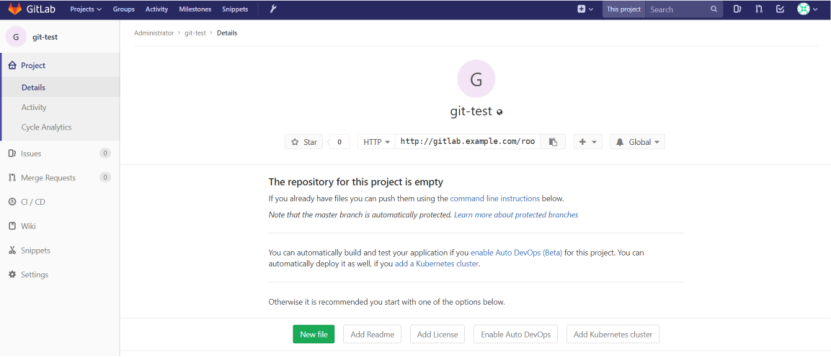 GitLab Projects Groups Activity Milestones Snippets This project Search
G git-test
Administrator > git-test > Details
Project
Details
Activity
Cycle Analytics
Issues 0
Merge Requests 0
CI / CD
Wiki
Snippets
Settings
G
git-test
Star 0 HTTP http://gitlab.example.com/roo Global
The repository for this project is empty
If you already have files you can push them using the command line instructions below.
Note that the master branch is automatically protected. Learn more about protected branches
You can automatically build and test your application if you enable Auto DevOps (Beta) for this project. You can
automatically deploy it as well, if you add a Kubernetes cluster.
Otherwise it is recommended you start with one of the options below.
New file Add Readme Add License Enable Auto DevOps Add Kubernetes cluster